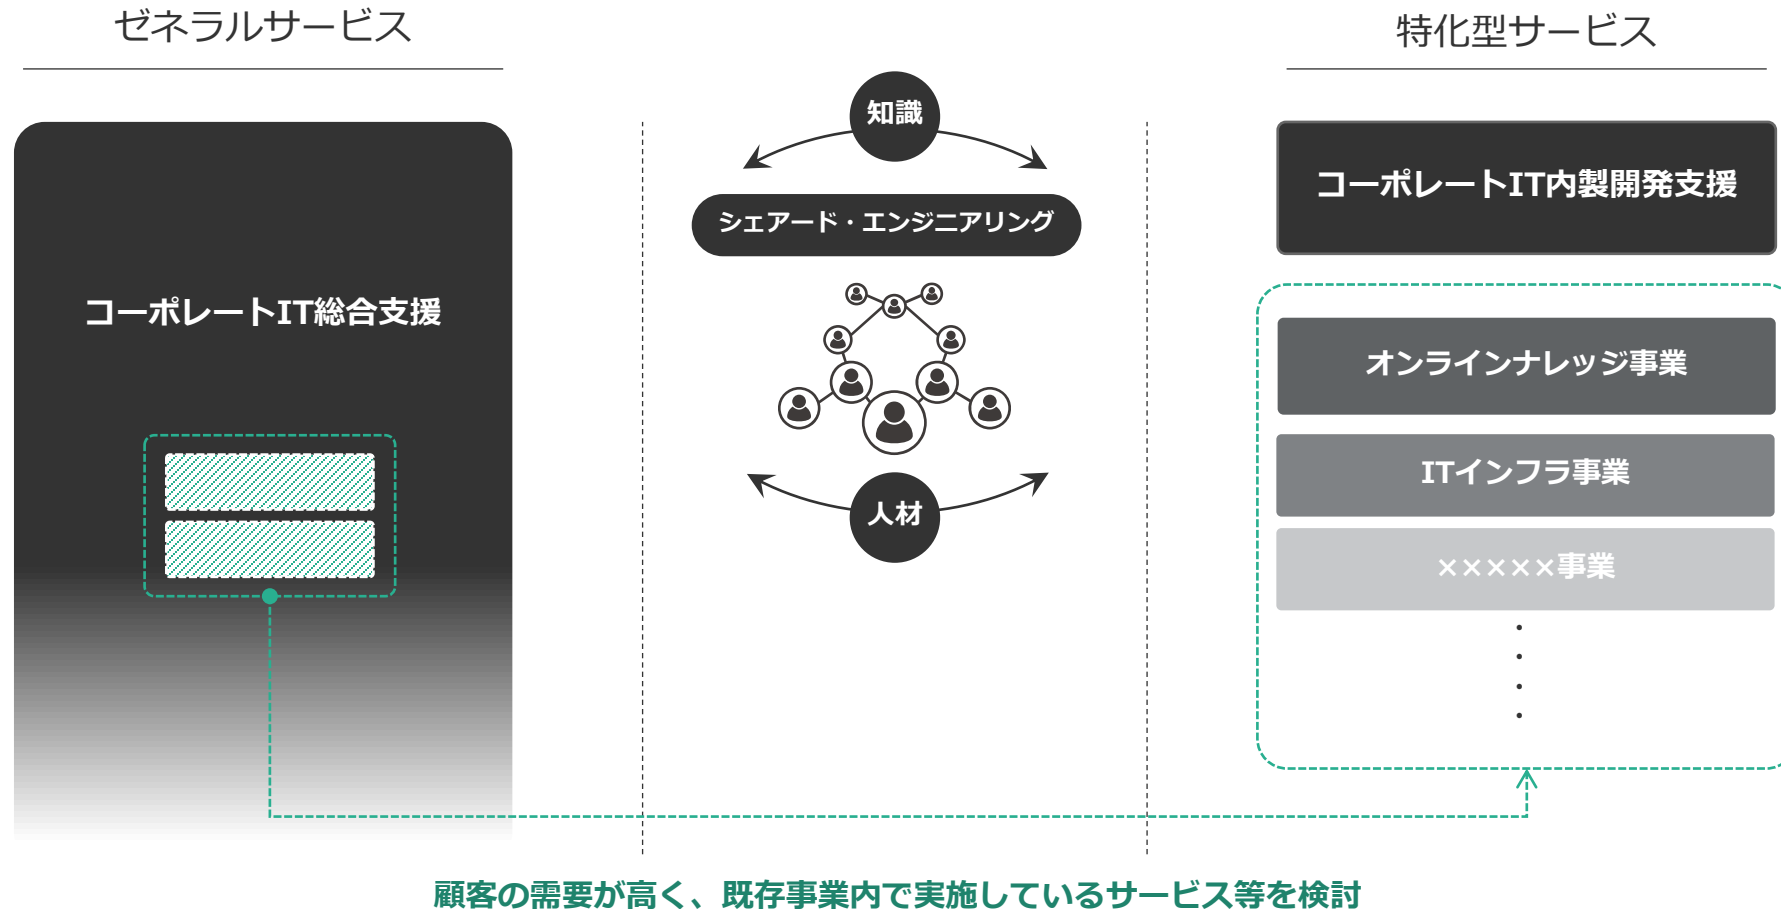 ゼネラルサービス
コーポレートIT総合支援
知識
シェアード・エンジニアリング
人材
特化型サービス
コーポレートIT内製開発支援
オンラインナレッジ事業
ITインフラ事業
×××××事業
・
・
・
・
顧客の需要が高く、既存事業内で実施しているサービス等を検討